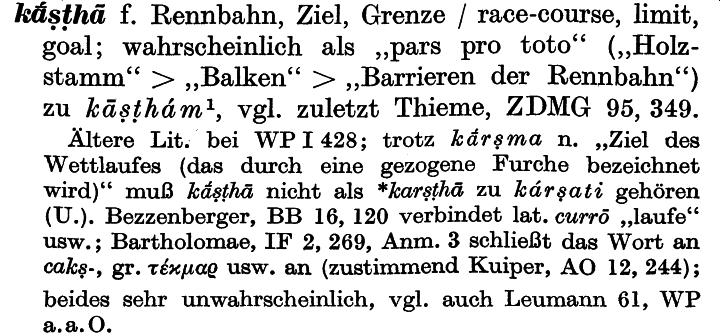 kā́ṣṭhā f. Rennbahn, Ziel, Grenze / race-course, limit,
goal; wahrscheinlich als „pars pro toto“ („Holz-
stamm“ > „Balken“ > „Barrieren der Rennbahn“)
zu kāṣṭhám¹, vgl. zuletzt Thieme, ZDMG 95, 349.
Ältere Lit. bei WP I 428; trotz kā́rṣma n. „Ziel des
Wettlaufes (das durch eine gezogene Furche bezeichnet
wird)“ muß kā́ṣṭhā nicht als *karṣṭhā zu kárṣati gehören
(U.). Bezzenberger, BB 16, 120 verbindet lat. currō „laufe“
usw.; Bartholomae, IF 2, 269, Anm. 3 schließt das Wort an
cakṣ-, gr. τέκμαρ usw. an (zustimmend Kuiper, AO 12, 244);
beides sehr unwahrscheinlich, vgl. auch Leumann 61, WP
a.a.O.